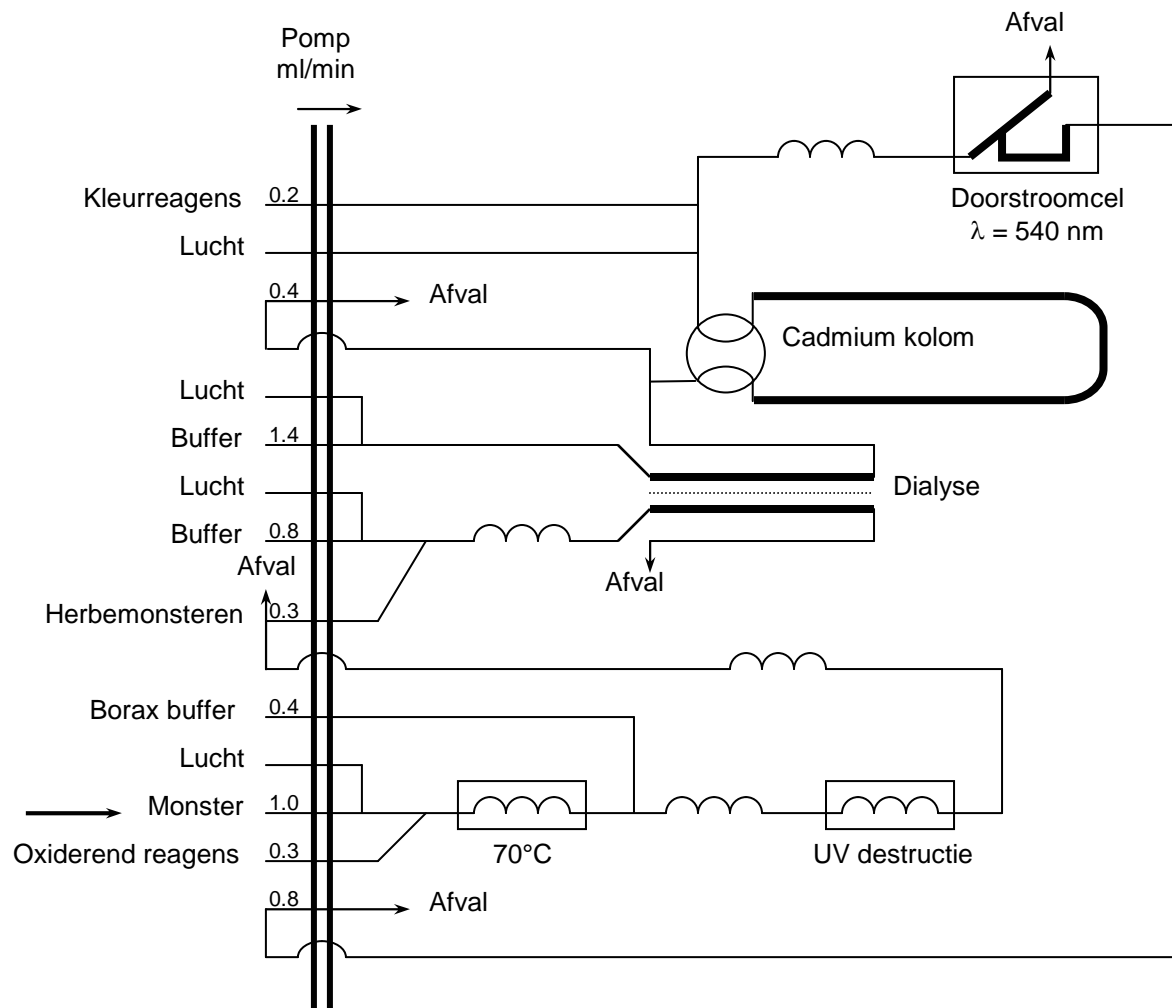 Afval
Pomp
ml/min
Kleurreagens 0.2
Doorstroomcel
λ = 540 nm
Lucht
0.4 Afval
Cadmium kolom
Lucht
Buffer 1.4
Lucht
Dialyse
Buffer 0.8
Afval
Afval
Herbemonsteren 0.3
Borax buffer 0.4
Lucht
Monster 1.0
Oxiderend reagens 0.3
70°C
UV destructie
0.8 Afval